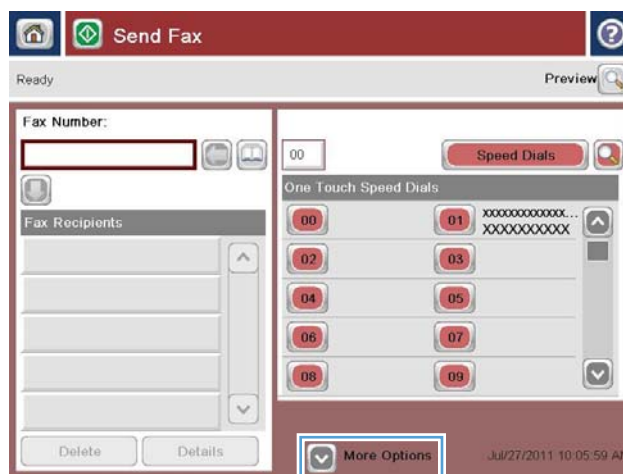 Send Fax
Ready
Preview
Fax Number:
00
Speed Dials
One Touch Speed Dials
Fax Recipients
00
01
XXXXXXXXXXXXX...
XXXXXXXXXX
02
03
04
05
06
07
08
09
Delete
Details
More Options
Jul/27/2011 10:05:59 AM